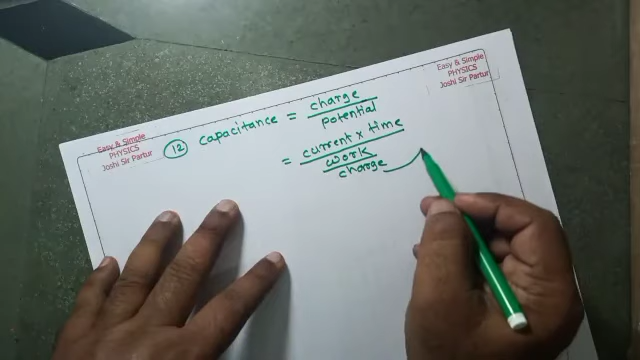 Easy & Simple
PHYSICS
Joshi Sir Partur
Easy & Simple
PHYSICS
Joshi Sir Partur
12 Capacitance = charge
potential
= current x time
work
charge